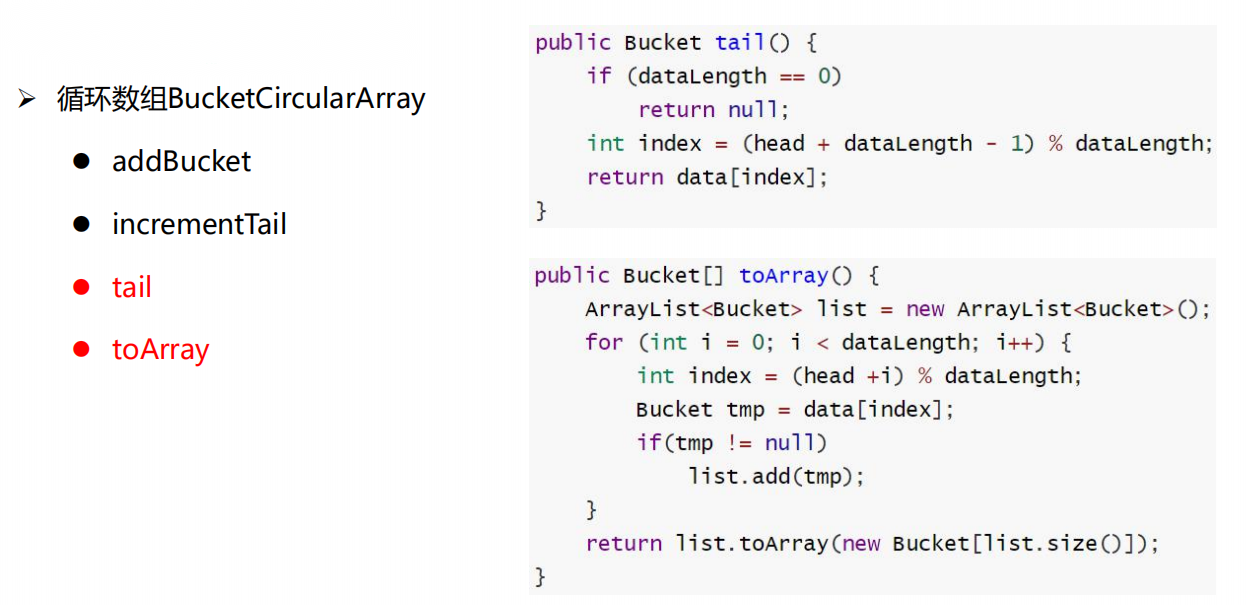 循环数组BucketCircularArray
addBucket
incrementTail
tail
toArray
public Bucket tail() {
    if (dataLength == 0)
        return null;
    int index = (head + dataLength - 1) % dataLength;
    return data[index];
}
public Bucket[] toArray() {
    ArrayList<Bucket> list = new ArrayList<Bucket>();
    for (int i = 0; i < dataLength; i++) {
        int index = (head +i) % dataLength;
        Bucket tmp = data[index];
        if(tmp != null)
            list.add(tmp);
    }
    return list.toArray(new Bucket[list.size()]);
}